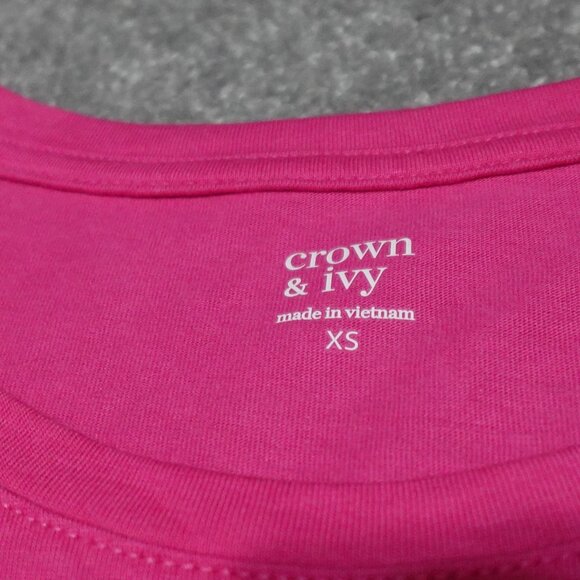 crown
& ivy
made in vietnam
XS